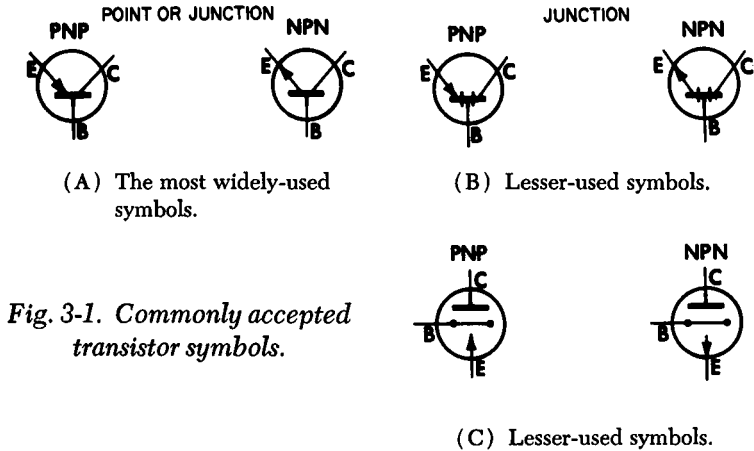 POINT OR JUNCTION
PNP
NPN
E
C
B
E
C
B
(A) The most widely-used
symbols.
JUNCTION
PNP
NPN
E
C
B
E
C
B
(B) Lesser-used symbols.
Fig. 3-1. Commonly accepted
transistor symbols.
PNP
NPN
C
B
E
C
B
E
(C) Lesser-used symbols.